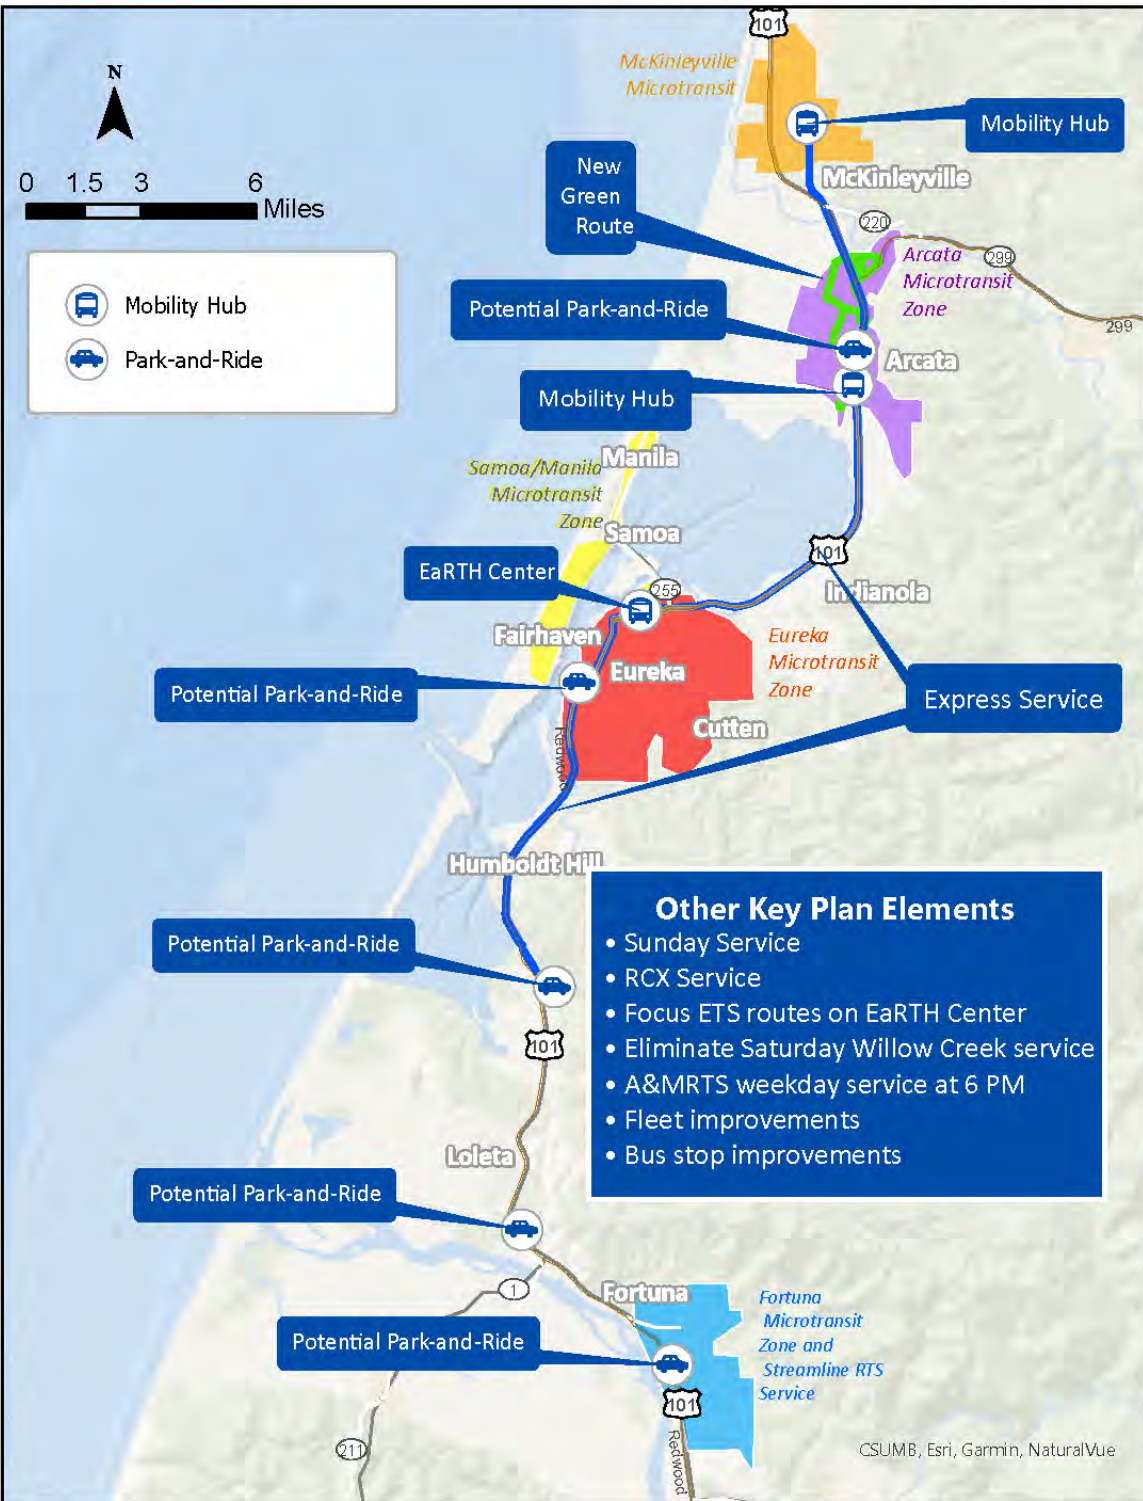 101
McKinleyville
Microtransit
N
Mobility Hub
New
Green
Route
McKinleyville
0 1.5 3 6
Miles
220
Arcata
Microtransit
Zone
299
299
Mobility Hub
Park-and-Ride
Potential Park-and-Ride
Arcata
Mobility Hub
Manila
Samoa/Manila
Microtransit
Zone
Samoa
101
EaRTH Center
255
Indianola
Fairhaven
Eureka
Microtransit
Zone
Eureka
Potential Park-and-Ride
Express Service
Cutten
Redwood
Humboldt Hill
Other Key Plan Elements
• Sunday Service
• RCX Service
• Focus ETS routes on EaRTH Center
• Eliminate Saturday Willow Creek service
• A&MRTS weekday service at 6 PM
• Fleet improvements
• Bus stop improvements
Potential Park-and-Ride
101
Loleta
Potential Park-and-Ride
1
Fortuna
Fortuna
Microtransit
Zone and
Streamline RTS
Service
Potential Park-and-Ride
101
Redwood
211
CSUMB, Esri, Garmin, NaturalVue